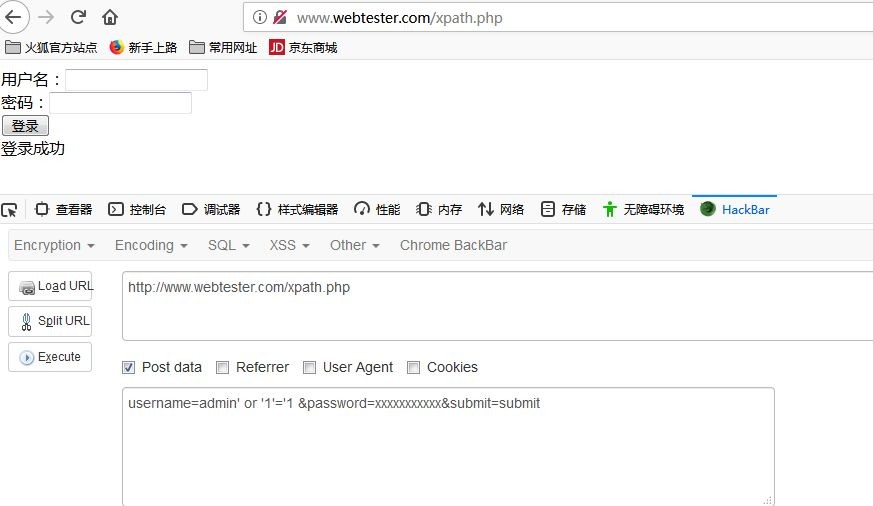 www.webtester.com/xpath.php
火狐官方站点 新手上路 常用网址 JD 京东商城
用户名：
密码：
登录
登录成功
查看器 控制台 调试器 样式编辑器 性能 内存 网络 存储 无障碍环境 HackBar
Encryption Encoding SQL XSS Other Chrome BackBar
Load URL http://www.webtester.com/xpath.php
Split URL
Execute
Post data Referrer User Agent Cookies
username=admin' or '1'='1 &password=xxxxxxxxxxx&submit=submit